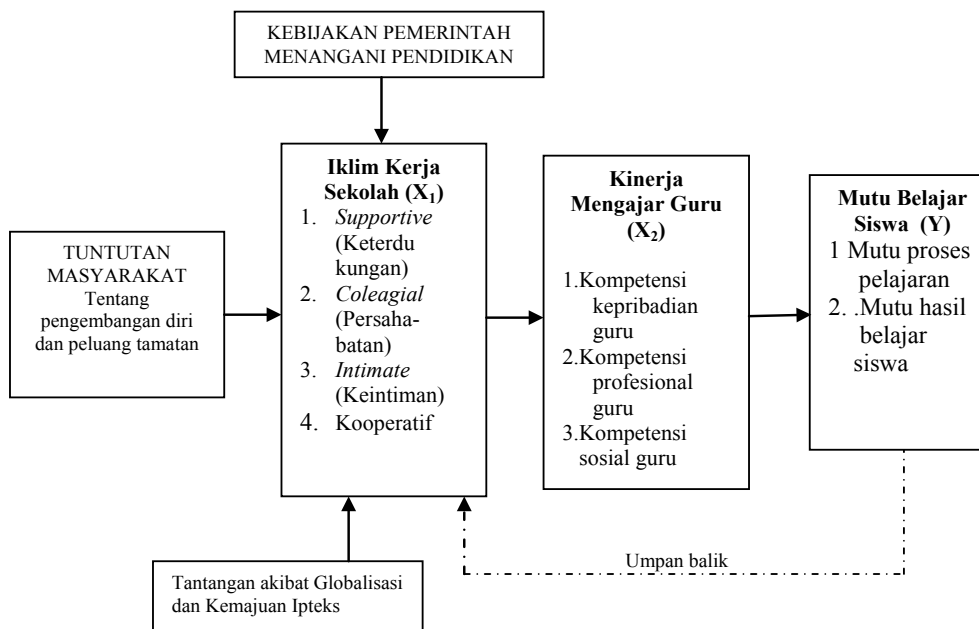 KEBIJAKAN PEMERINTAH
MENANGANI PENDIDIKAN
TUNTUTAN
MASYARAKAT
Tentang
pengembangan diri
dan peluang tamatan
Iklim Kerja
Sekolah (X₁)
1. Supportive
(Keterdu
kungan)
2. Coleagial
(Persaha-
batan)
3. Intimate
(Keintiman)
4. Kooperatif
Kinerja
Mengajar Guru
(X₂)
1.Kompetensi
kepribadian
guru
2.Kompetensi
profesional
guru
3.Kompetensi
sosial guru
Mutu Belajar
Siswa (Y)
1 Mutu proses
pelajaran
2. .Mutu hasil
belajar
siswa
Umpan balik
Tantangan akibat Globalisasi
dan Kemajuan Ipteks